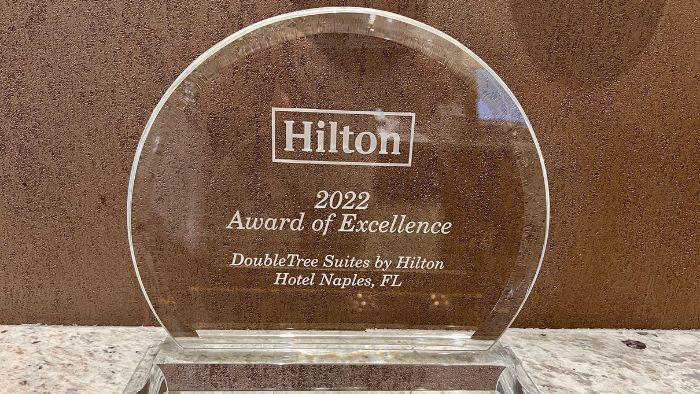 Hilton
2022
Award of Excellence
DoubleTree Suites by Hilton
Hotel Naples, FL